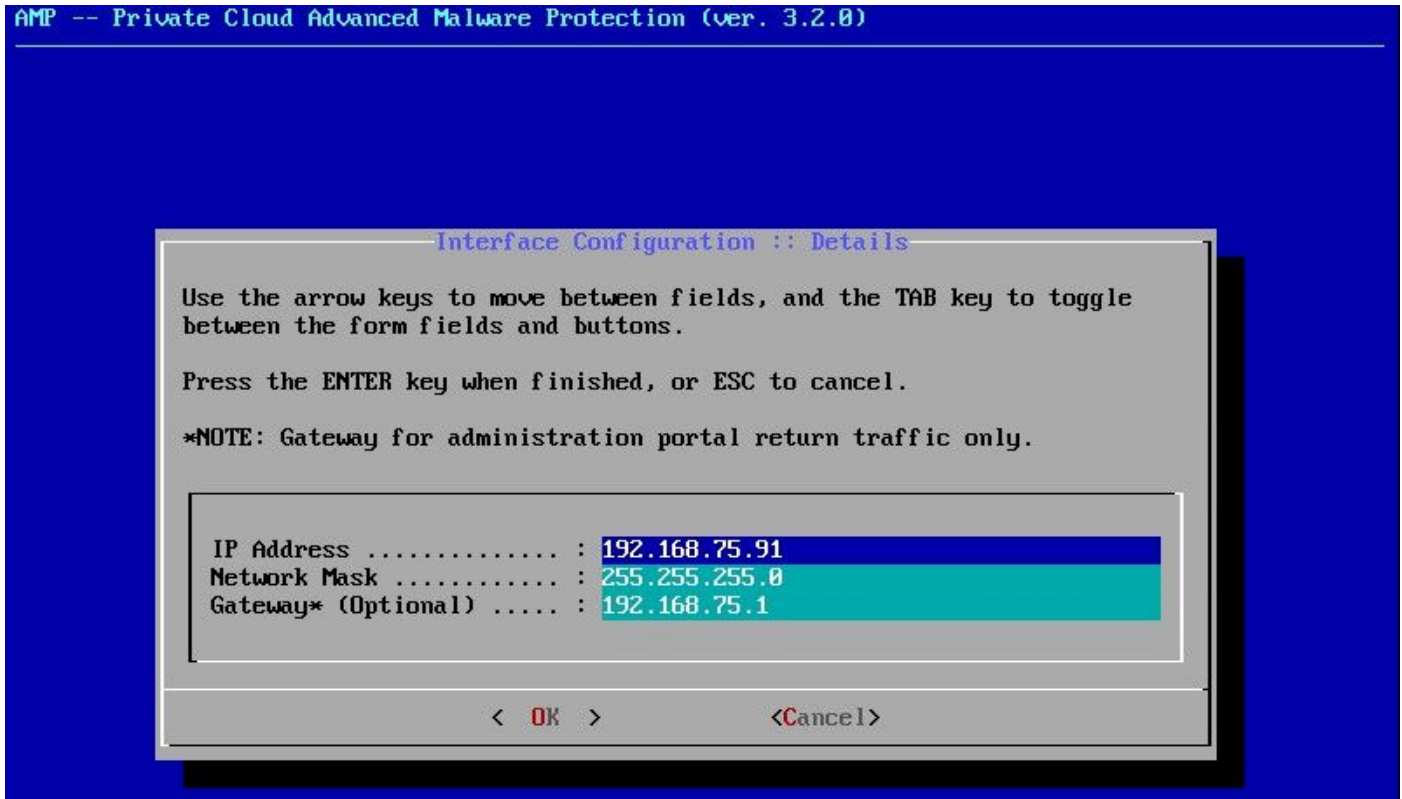 AMP -- Private Cloud Advanced Malware Protection (ver. 3.2.0)
Interface Configuration :: Details
Use the arrow keys to move between fields, and the TAB key to toggle
between the form fields and buttons.
Press the ENTER key when finished, or ESC to cancel.
*NOTE: Gateway for administration portal return traffic only.
IP Address .............. : 192.168.75.91
Network Mask ............ : 255.255.255.0
Gateway* (Optional) ..... : 192.168.75.1
< OK > <Cancel>